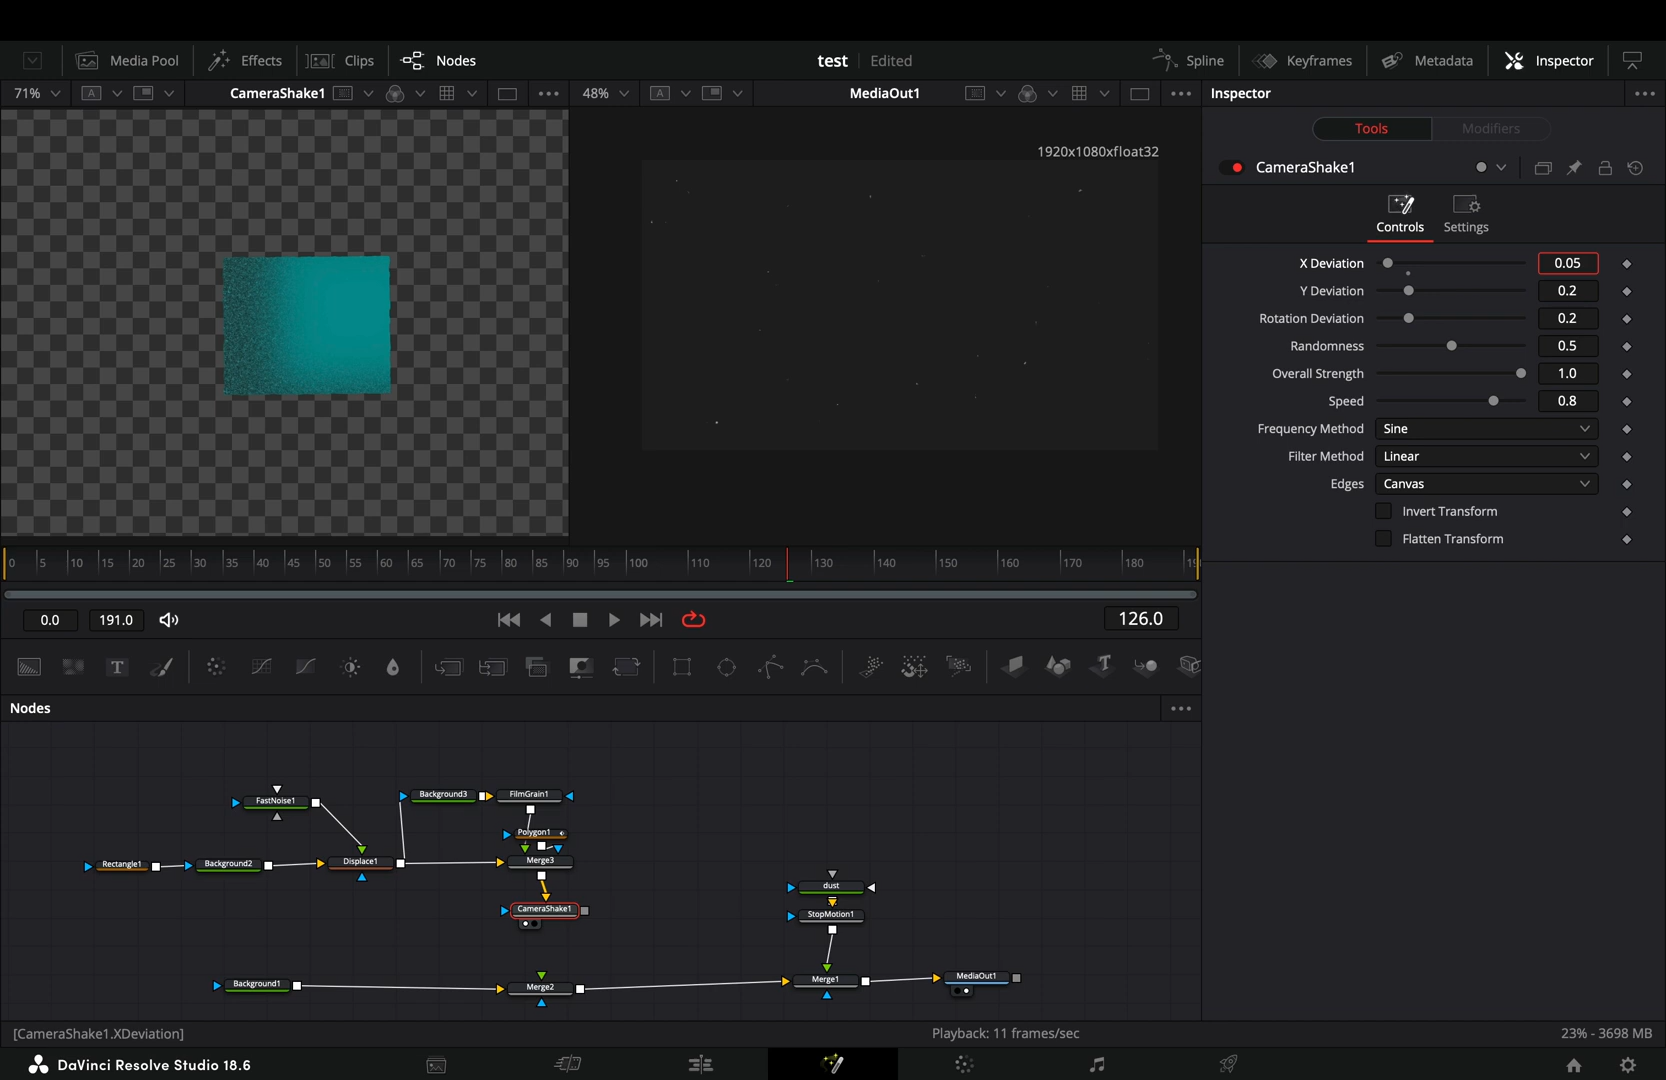 Media Pool
Effects
Clips
Nodes
test
Edited
Spline
Keyframes
Metadata
Inspector
71%
A
CameraShake1
48%
A
MediaOut1
Inspector
1920x1080xfloat32
Tools
Modifiers
CameraShake1
Controls
Settings
X Deviation 0.05
Y Deviation 0.2
Rotation Deviation 0.2
Randomness 0.5
Overall Strength 1.0
Speed 0.8
Frequency Method Sine
Filter Method Linear
Edges Canvas
Invert Transform
Flatten Transform
0 5 10 15 20 25 30 35 40 45 50 55 60 65 70 75 80 85 90 95 100 110 120 130 140 150 160 170 180 19
0.0
191.0
126.0
T
T
Nodes
FastNoise1
Background3
FilmGrain1
Polygon1
Rectangle1
Background2
Displace1
Merge3
dust
CameraShake1
StopMotion1
Background1
Merge2
Merge1
MediaOut1
[CameraShake1.XDeviation]
Playback: 11 frames/sec
23% - 3698 MB
DaVinci Resolve Studio 18.6